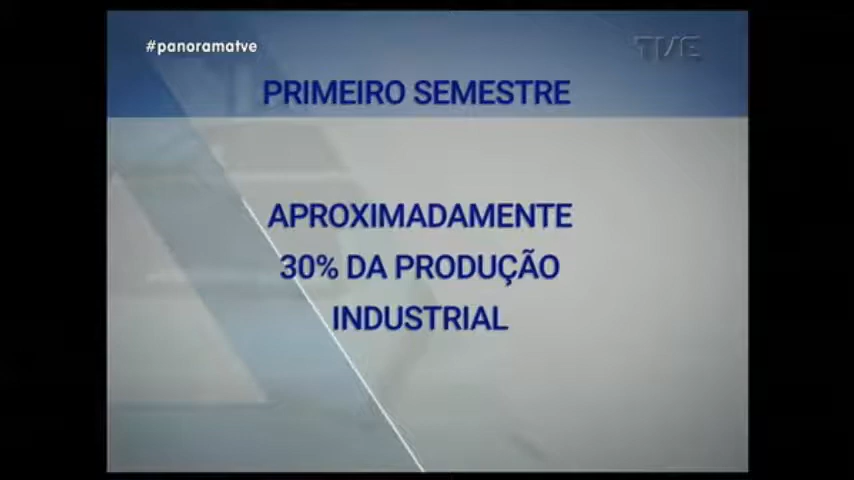 #panoramatve
TVE
PRIMEIRO SEMESTRE
APROXIMADAMENTE
30% DA PRODUÇÃO
INDUSTRIAL